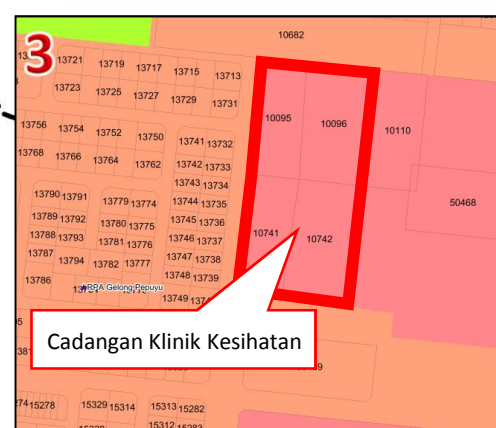 3
10682
13721 13719 13717 13715 13713
13723 13725 13727 13729 13731
10095 10096 10110
13756 13754 13752 13750 13741 13732
13768 13766 13764 13762 13742 13733
13743 13734
13790 13791 13779 13774 13744 13735
50468
13789 13792 13780 13775 13745 13736
13788 13793 13781 13776 13746 13737
10741 10742
13787 13794 13782 13777 13747 13738
13786 13748 13739
RPA Gelong Pepuyu
13749
Cadangan Klinik Kesihatan
15278 15329 15314 15313 15282
15312 15283